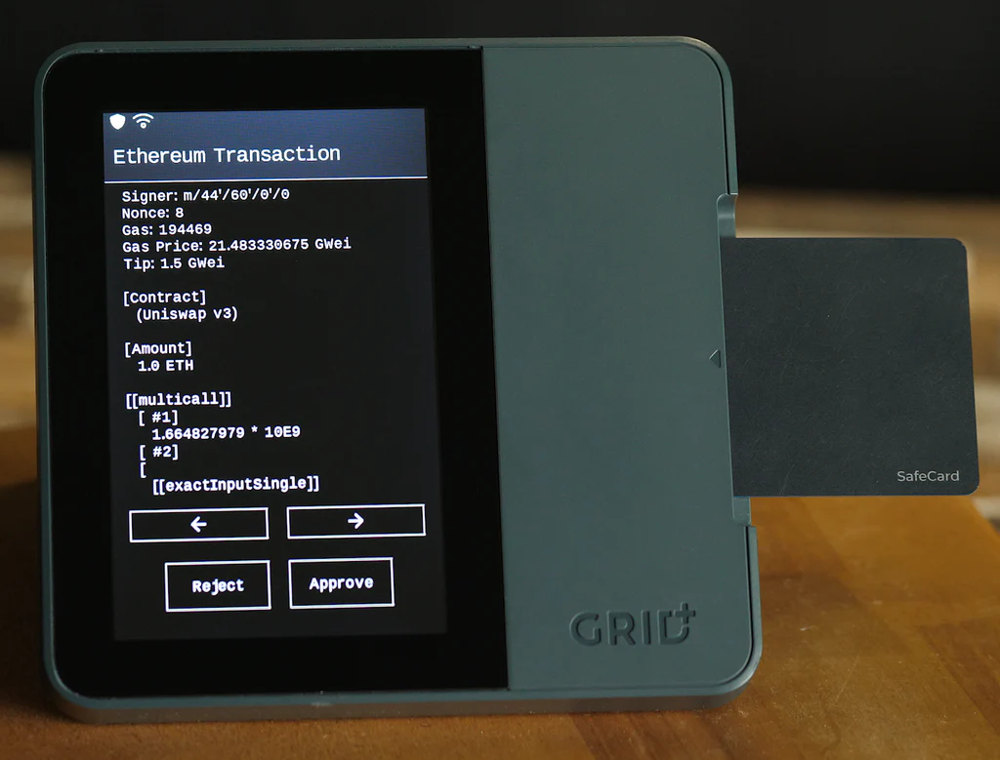 Ethereum Transaction
Signer: m/44'/60'/0'/0
Nonce: 8
Gas: 194469
Gas Price: 21.483330675 GWei
Tip: 1.5 GWei
[Contract]
(Uniswap v3)
[Amount]
1.0 ETH
[[multicall]]
[ #1]
1.664827979 * 10E9
[ #2]
[
[[exactInputSingle]]
← →
Reject Approve
GRID+
SafeCard